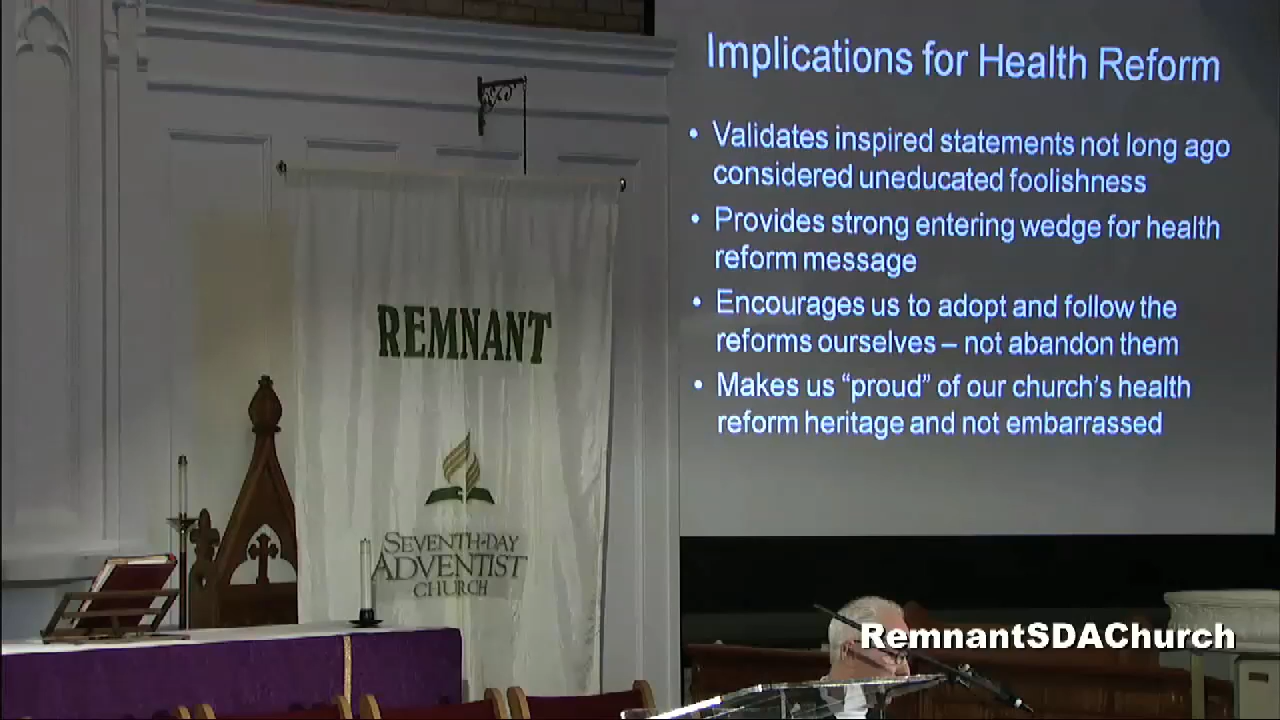 Implications for Health Reform
• Validates inspired statements not long ago
considered uneducated foolishness
• Provides strong entering wedge for health
reform message
• Encourages us to adopt and follow the
reforms ourselves – not abandon them
• Makes us “proud” of our church's health
reform heritage and not embarrassed
REMNANT
SEVENTH-DAY
ADVENTIST
CHURCH
RemnantSDAChurch